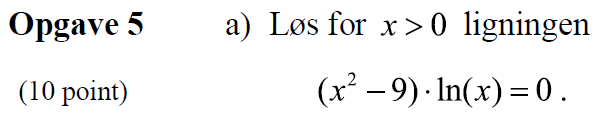 Opgave 5 a) Løs for x > 0 ligningen
(10 point) (x² – 9) · ln(x) = 0 .